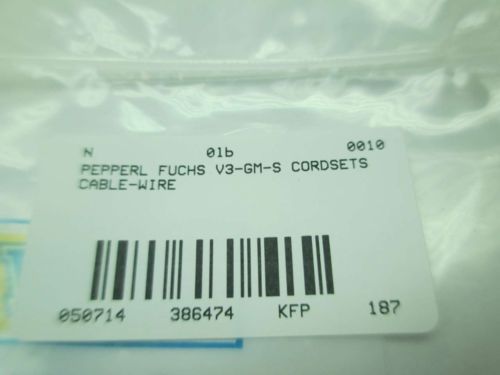 N 01b 0010
PEPPERL FUCHS V3-GM-S CORDSETS
CABLE-WIRE
050714 386474 KFP 187